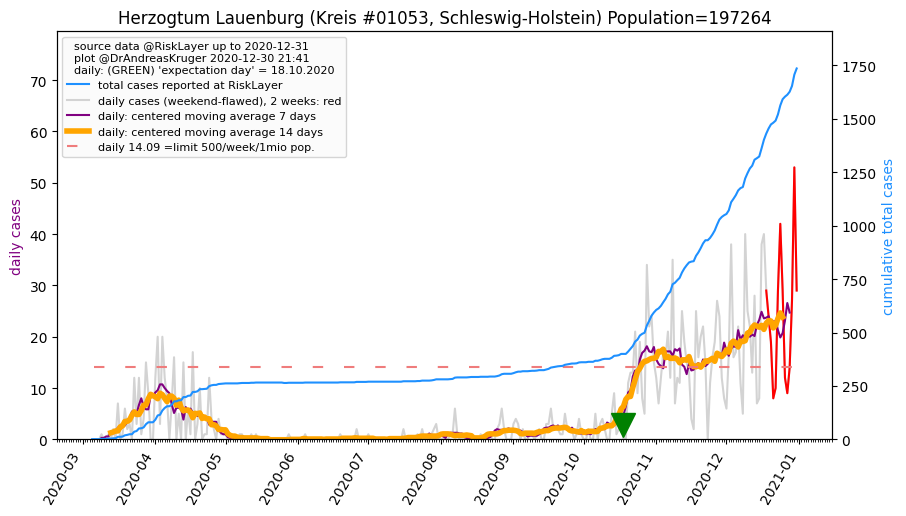 Herzogtum Lauenburg (Kreis #01053, Schleswig-Holstein) Population=197264
source data @RiskLayer up to 2020-12-31
plot @DrAndreasKruger 2020-12-30 21:41
daily: (GREEN) 'expectation day' = 18.10.2020
total cases reported at RiskLayer
daily cases (weekend-flawed), 2 weeks: red
daily: centered moving average 7 days
daily: centered moving average 14 days
daily 14.09 =limit 500/week/1mio pop.
daily cases
70
60
50
40
30
20
10
0
cumulative total cases
1750
1500
1250
1000
750
500
250
0
2020-03
2020-04
2020-05
2020-06
2020-07
2020-08
2020-09
2020-10
2020-11
2020-12
2021-01